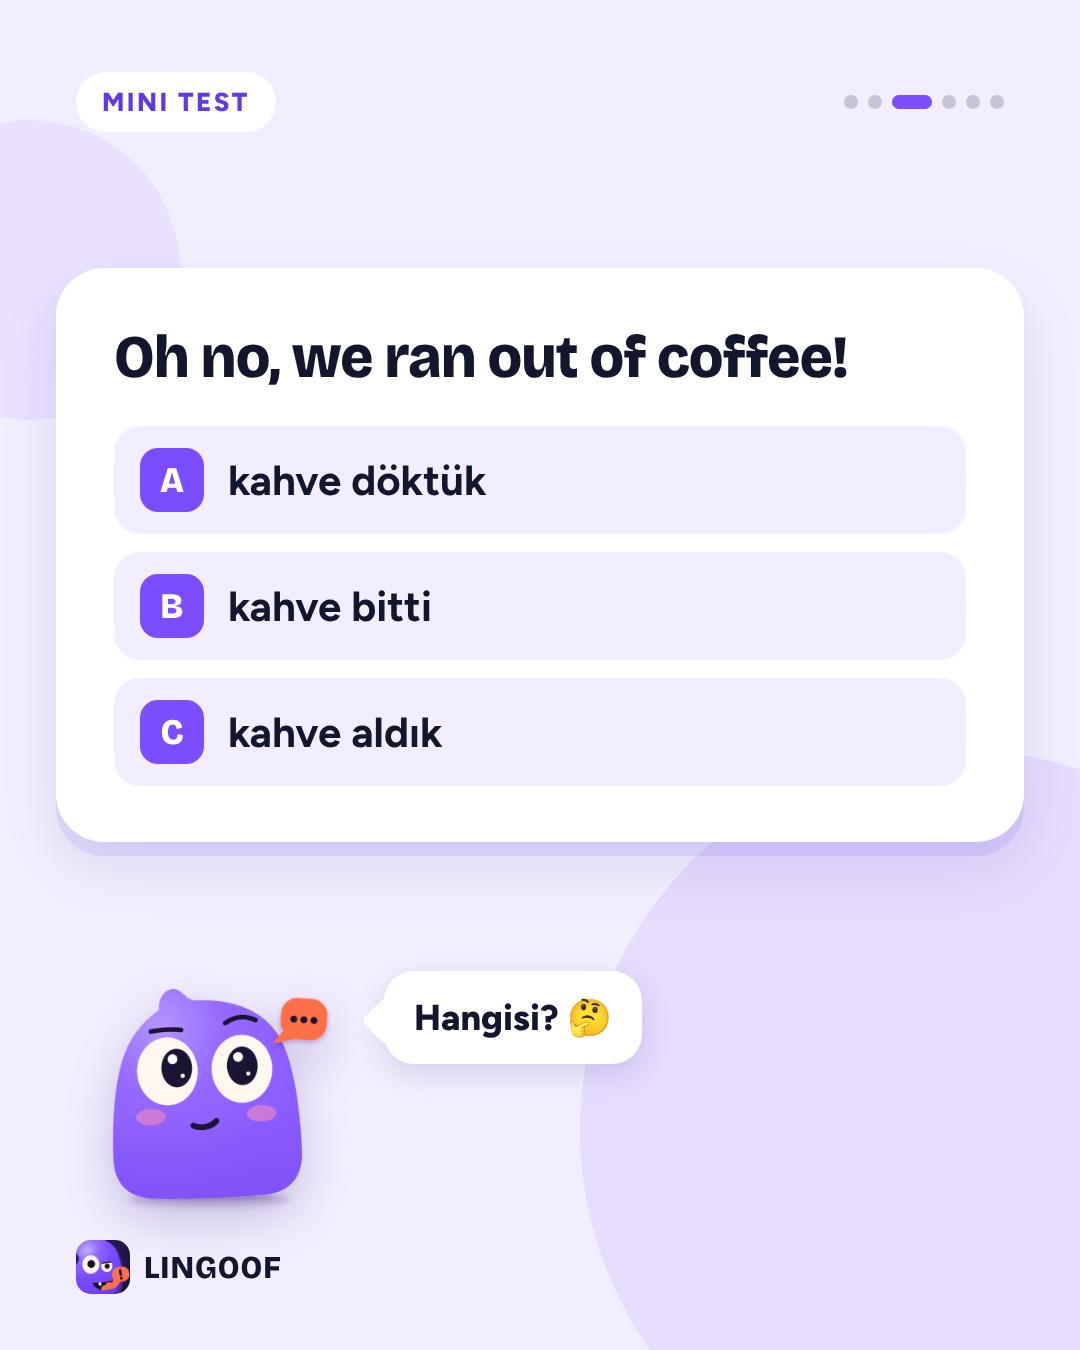 MINI TEST
Oh no, we ran out of coffee!
A kahve döktük
B kahve bitti
C kahve aldık
Hangisi? 🤔
LINGOOF